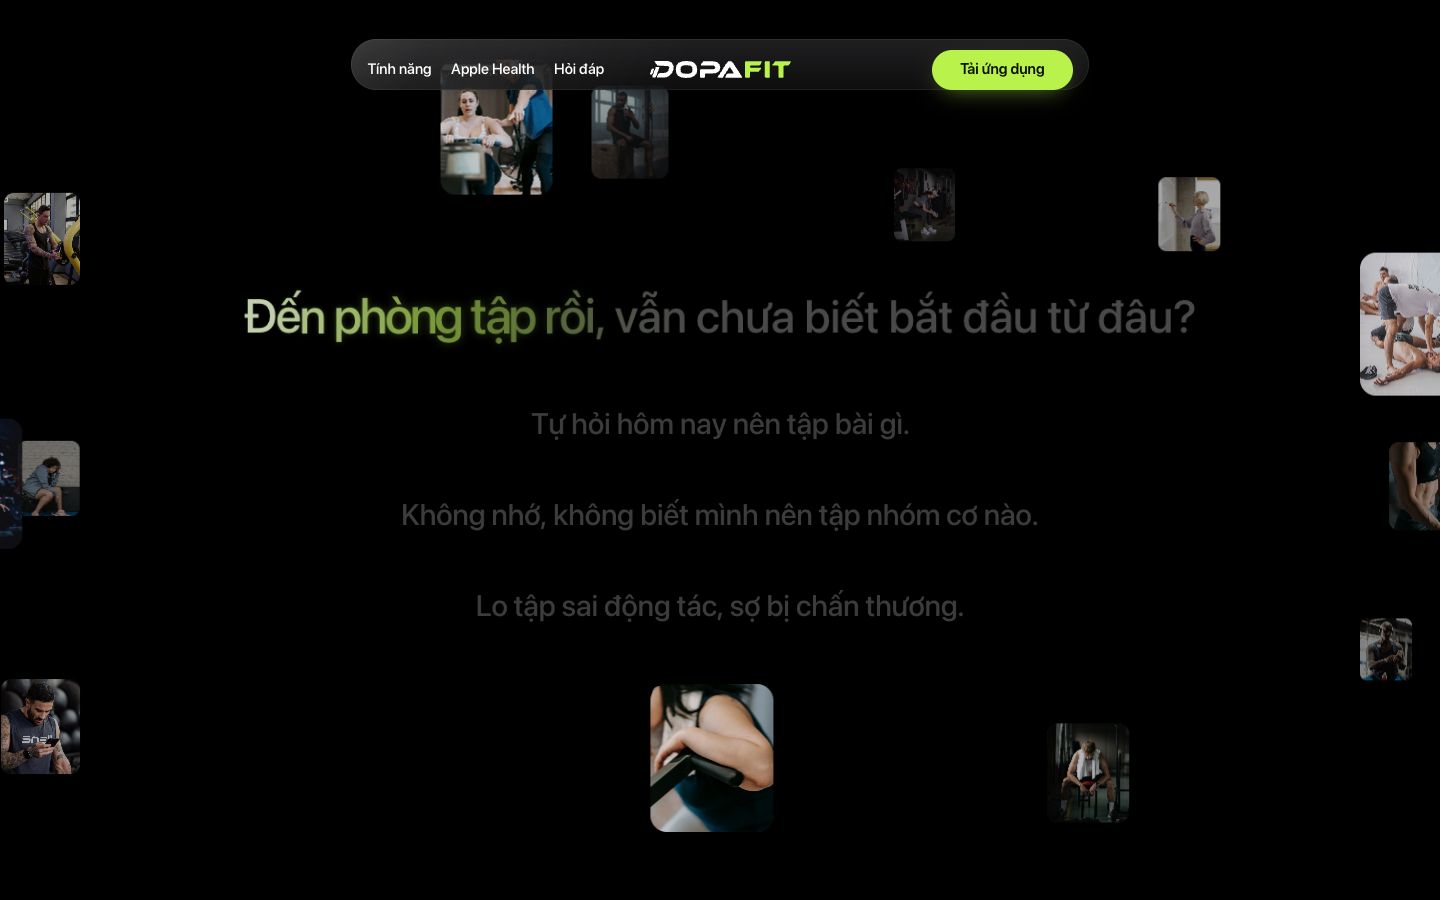 Tính năng
Apple Health
Hỏi đáp
DOPAFIT
Tải ứng dụng
Đến phòng tập rồi, vẫn chưa biết bắt đầu từ đâu?
Tự hỏi hôm nay nên tập bài gì.
Không nhớ, không biết mình nên tập nhóm cơ nào.
Lo tập sai động tác, sợ bị chấn thương.